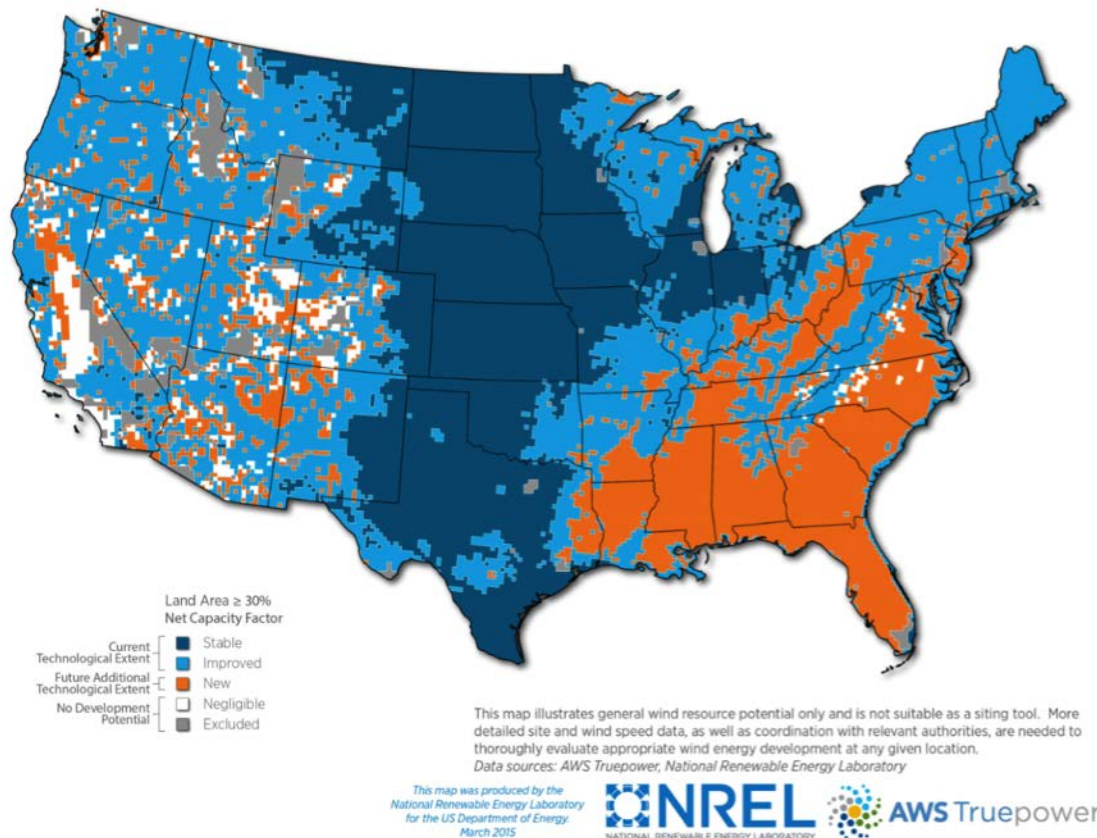 Land Area ≥ 30%
Net Capacity Factor
Current
Technological Extent
Stable
Improved
Future Additional
Technological Extent
New
No Development
Potential
Negligible
Excluded
This map illustrates general wind resource potential only and is not suitable as a siting tool. More
detailed site and wind speed data, as well as coordination with relevant authorities, are needed to
thoroughly evaluate appropriate wind energy development at any given location.
Data sources: AWS Truepower, National Renewable Energy Laboratory
This map was produced by the
National Renewable Energy Laboratory
for the US Department of Energy.
March 2015
NREL
NATIONAL RENEWABLE ENERGY LABORATORY
AWS Truepower